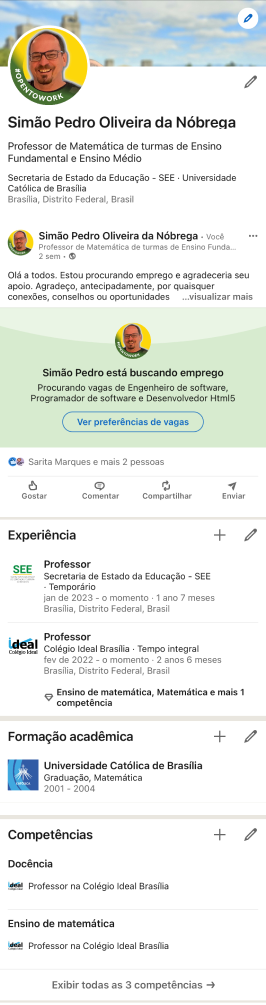 #OPENTOWORK
Simão Pedro Oliveira da Nóbrega
Professor de Matemática de turmas de Ensino
Fundamental e Ensino Médio
Secretaria de Estado da Educação - SEE · Universidade
Católica de Brasília
Brasília, Distrito Federal, Brasil
Simão Pedro Oliveira da Nóbrega · Você
Professor de Matemática de turmas de Ensino Funda...
2 sem ·
Olá a todos. Estou procurando emprego e agradeceria seu
apoio. Agradeço, antecipadamente, por quaisquer
conexões, conselhos ou oportunidades ...visualizar mais
Simão Pedro está buscando emprego
Procurando vagas de Engenheiro de software,
Programador de software e Desenvolvedor Html5
Ver preferências de vagas
Sarita Marques e mais 2 pessoas
Gostar Comentar Compartilhar Enviar
Experiência
SEE
Professor
Secretaria de Estado da Educação - SEE
· Temporário
jan de 2023 - o momento · 1 ano 7 meses
Brasília, Distrito Federal, Brasil
ideal
Colégio Ideal
Professor
Colégio Ideal Brasília · Tempo integral
fev de 2022 - o momento · 2 anos 6 meses
Brasília, Distrito Federal, Brasil
Ensino de matemática, Matemática e mais 1
competência
Formação acadêmica
Universidade Católica de Brasília
Graduação, Matemática
2001 - 2004
Competências
Docência
ideal
Professor na Colégio Ideal Brasília
Ensino de matemática
ideal
Professor na Colégio Ideal Brasília
Exibir todas as 3 competências →